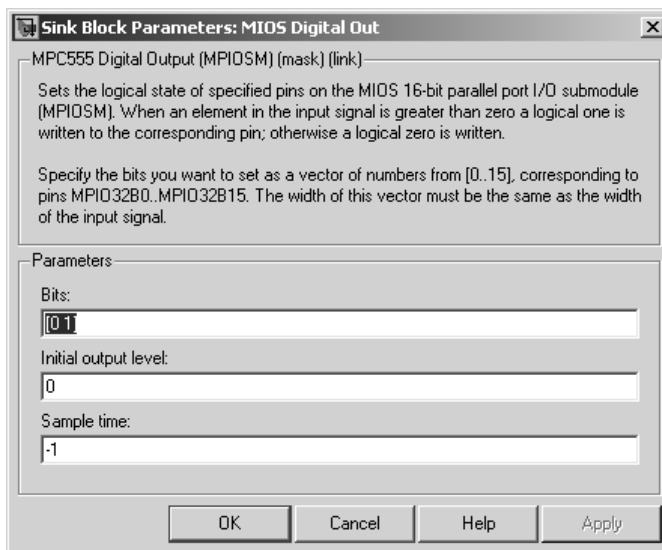 Sink Block Parameters: MIOS Digital Out
MPC555 Digital Output (MPIOSM) (mask) (link)
Sets the logical state of specified pins on the MIOS 16-bit parallel port I/O submodule
(MPIOSM). When an element in the input signal is greater than zero a logical one is
written to the corresponding pin; otherwise a logical zero is written.
Specify the bits you want to set as a vector of numbers from [0..15], corresponding to
pins MPIO32B0..MPIO32B15. The width of this vector must be the same as the width
of the input signal.
Parameters
Bits:
[0 1]
Initial output level:
0
Sample time:
-1
OK Cancel Help Apply